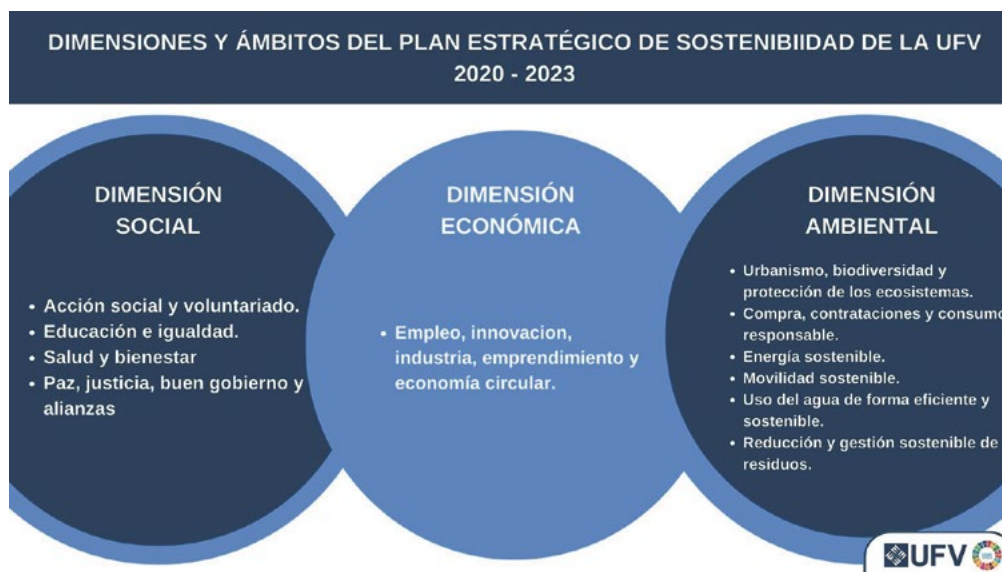 DIMENSIONES Y ÁMBITOS DEL PLAN ESTRATÉGICO DE SOSTENIBIIDAD DE LA UFV
2020 - 2023
DIMENSIÓN
SOCIAL
• Acción social y voluntariado.
• Educación e igualdad.
• Salud y bienestar
• Paz, justicia, buen gobierno y
alianzas
DIMENSIÓN
ECONÓMICA
• Empleo, innovacion,
industria, emprendimiento y
economía circular.
DIMENSIÓN
AMBIENTAL
• Urbanismo, biodiversidad y
protección de los ecosistemas.
• Compra, contrataciones y consumo
responsable.
• Energía sostenible.
• Movilidad sostenible.
• Uso del agua de forma eficiente y
sostenible.
• Reducción y gestión sostenible de
residuos.
UFV